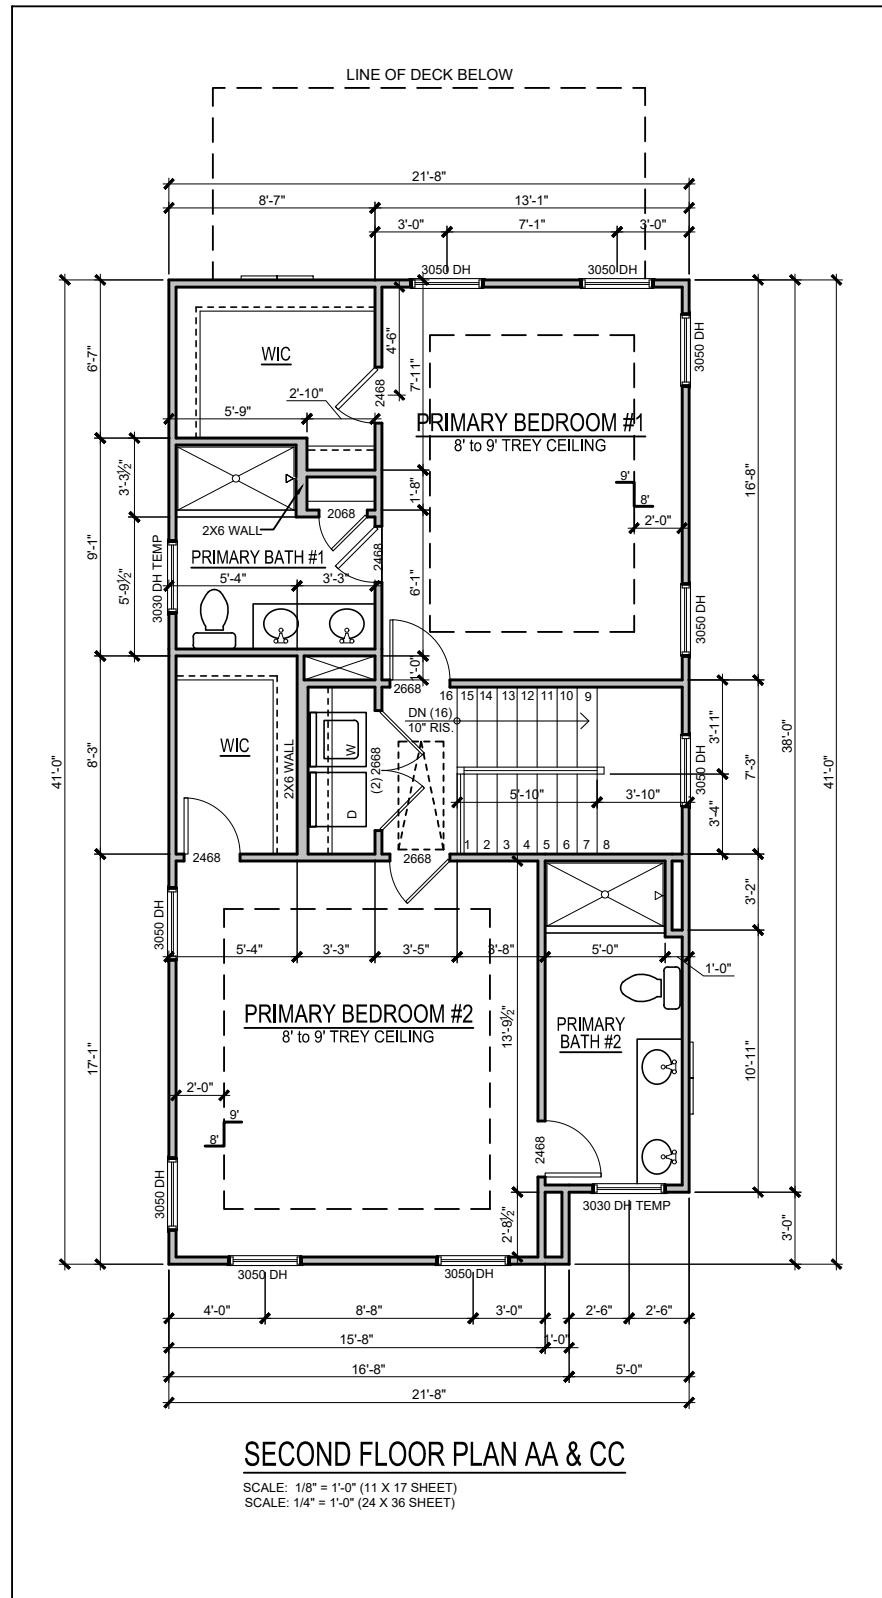 LINE OF DECK BELOW
21'-8"
8'-7"
13'-1"
3'-0"
7'-1"
3'-0"
3050 DH
3050 DH
6'-7"
WIC
4'-6"
7'-11"
3050 DH
2468
5'-9"
2'-10"
PRIMARY BEDROOM #1
8' to 9' TREY CEILING
16'-8"
3'-3½"
9'
8'
2'-0"
1'-8"
2068
2X6 WALL
9'-1"
PRIMARY BATH #1
2468
3030 DH TEMP
5'-9½"
5'-4"
3'-3"
6'-1"
3050 DH
1'-0"
2668
16
15
14
13
12
11
10
9
DN (16)
10" RIS.
WIC
8'-3"
2X6 WALL
W
D
(2) 2668
3'-11"
7'-3"
38'-0"
41'-0"
41'-0"
3050 DH
5'-10"
3'-10"
3'-4"
2468
2668
1
2
3
4
5
6
7
8
3'-2"
3050 DH
5'-4"
3'-3"
3'-5"
3'-8"
5'-0"
1'-0"
PRIMARY BEDROOM #2
8' to 9' TREY CEILING
13'-9½"
PRIMARY
BATH #2
17'-1"
10'-11"
2'-0"
9'
8'
2468
3050 DH
3030 DH TEMP
2'-8½"
3'-0"
3050 DH
3050 DH
4'-0"
8'-8"
3'-0"
2'-6"
2'-6"
15'-8"
1'-0"
16'-8"
5'-0"
21'-8"
SECOND FLOOR PLAN AA & CC
SCALE: 1/8" = 1'-0" (11 X 17 SHEET)
SCALE: 1/4" = 1'-0" (24 X 36 SHEET)